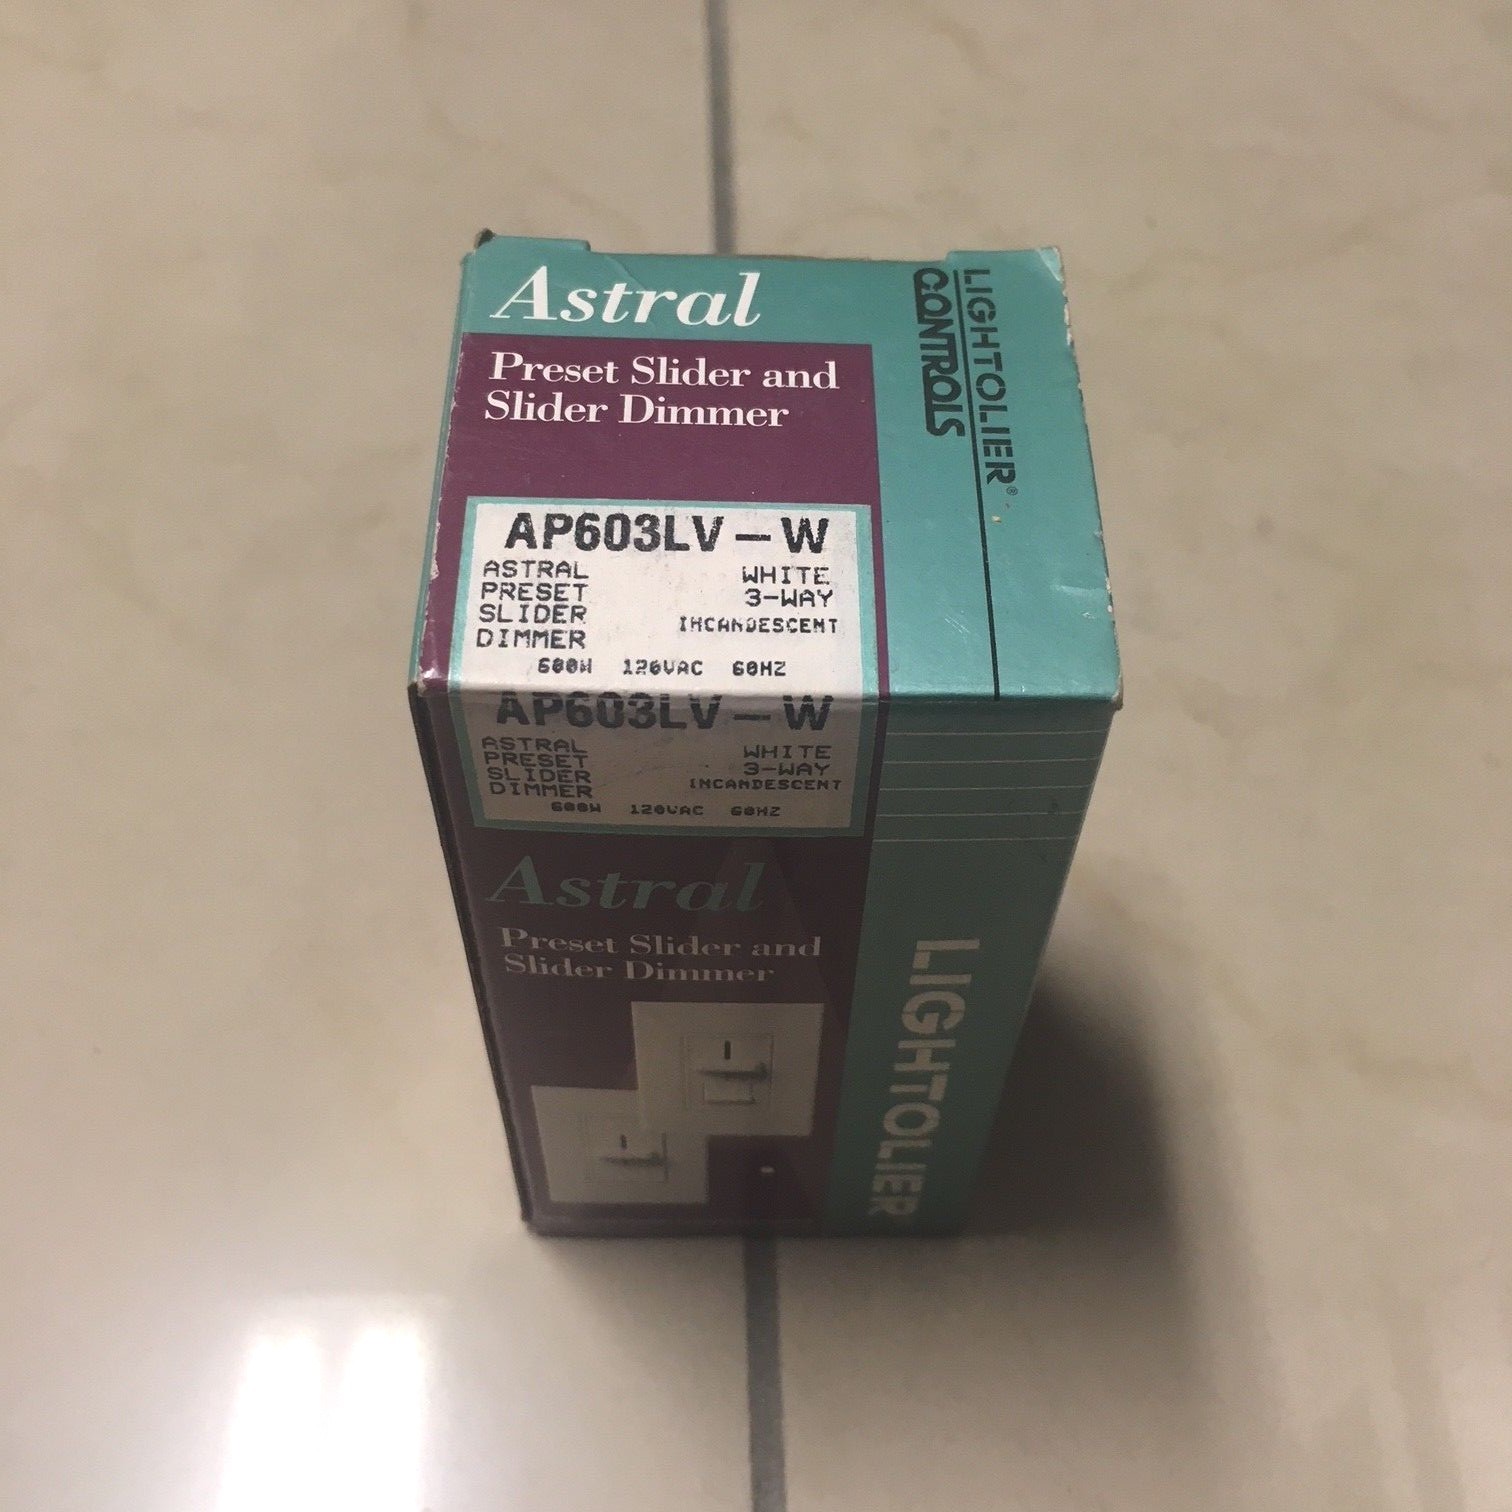 Astral
Preset Slider and
Slider Dimmer
LIGHTOLIER®
CONTROLS
AP603LV-W
ASTRAL WHITE
PRESET 3-WAY
SLIDER INCANDESCENT
DIMMER
600W 120VAC 60HZ
AP603LV-W
ASTRAL WHITE
PRESET 3-WAY
SLIDER INCANDESCENT
DIMMER
600W 120VAC 60HZ
Astral
Preset Slider and
Slider Dimmer
LIGHTOLIER